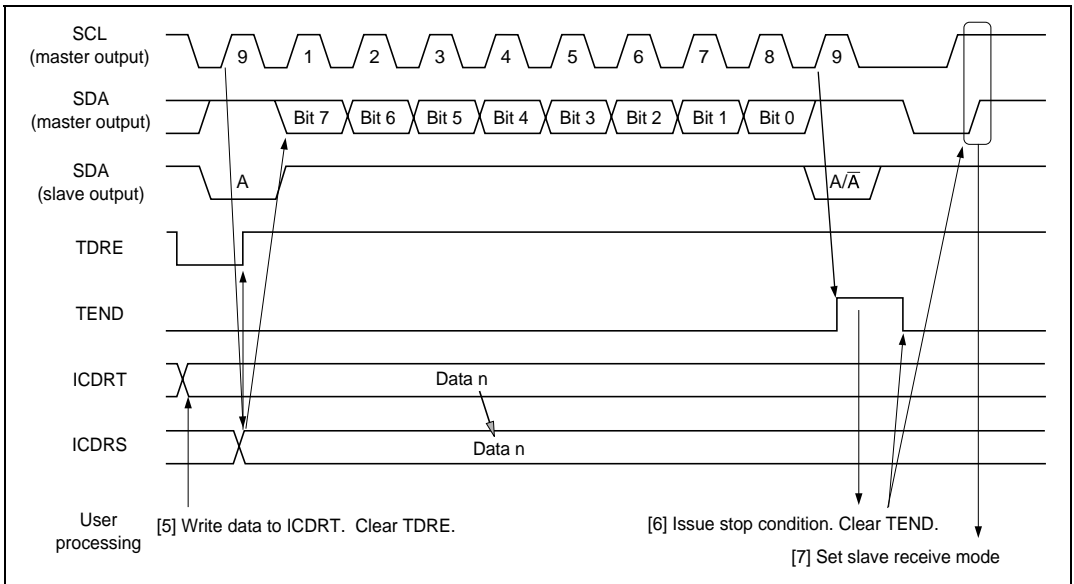 SCL
(master output)
9 1 2 3 4 5 6 7 8 9
SDA
(master output)
Bit 7 Bit 6 Bit 5 Bit 4 Bit 3 Bit 2 Bit 1 Bit 0
SDA
(slave output)
A A/A̅
TDRE
TEND
ICDRT
Data n
ICDRS
Data n
User
processing
[5] Write data to ICDRT. Clear TDRE.
[6] Issue stop condition. Clear TEND.
[7] Set slave receive mode